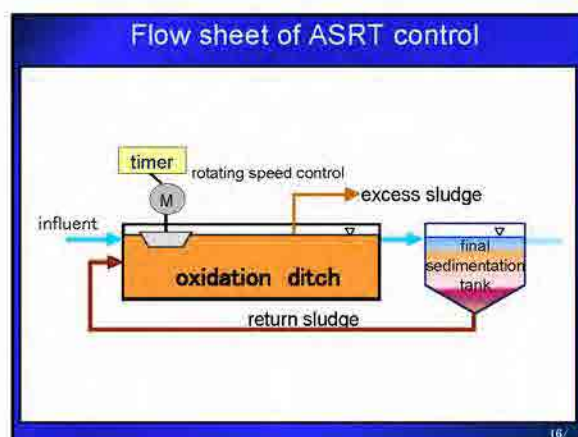 Flow sheet of ASRT control
timer
rotating speed control
M
excess sludge
influent
final
sedimentation
tank
oxidation ditch
return sludge
16/